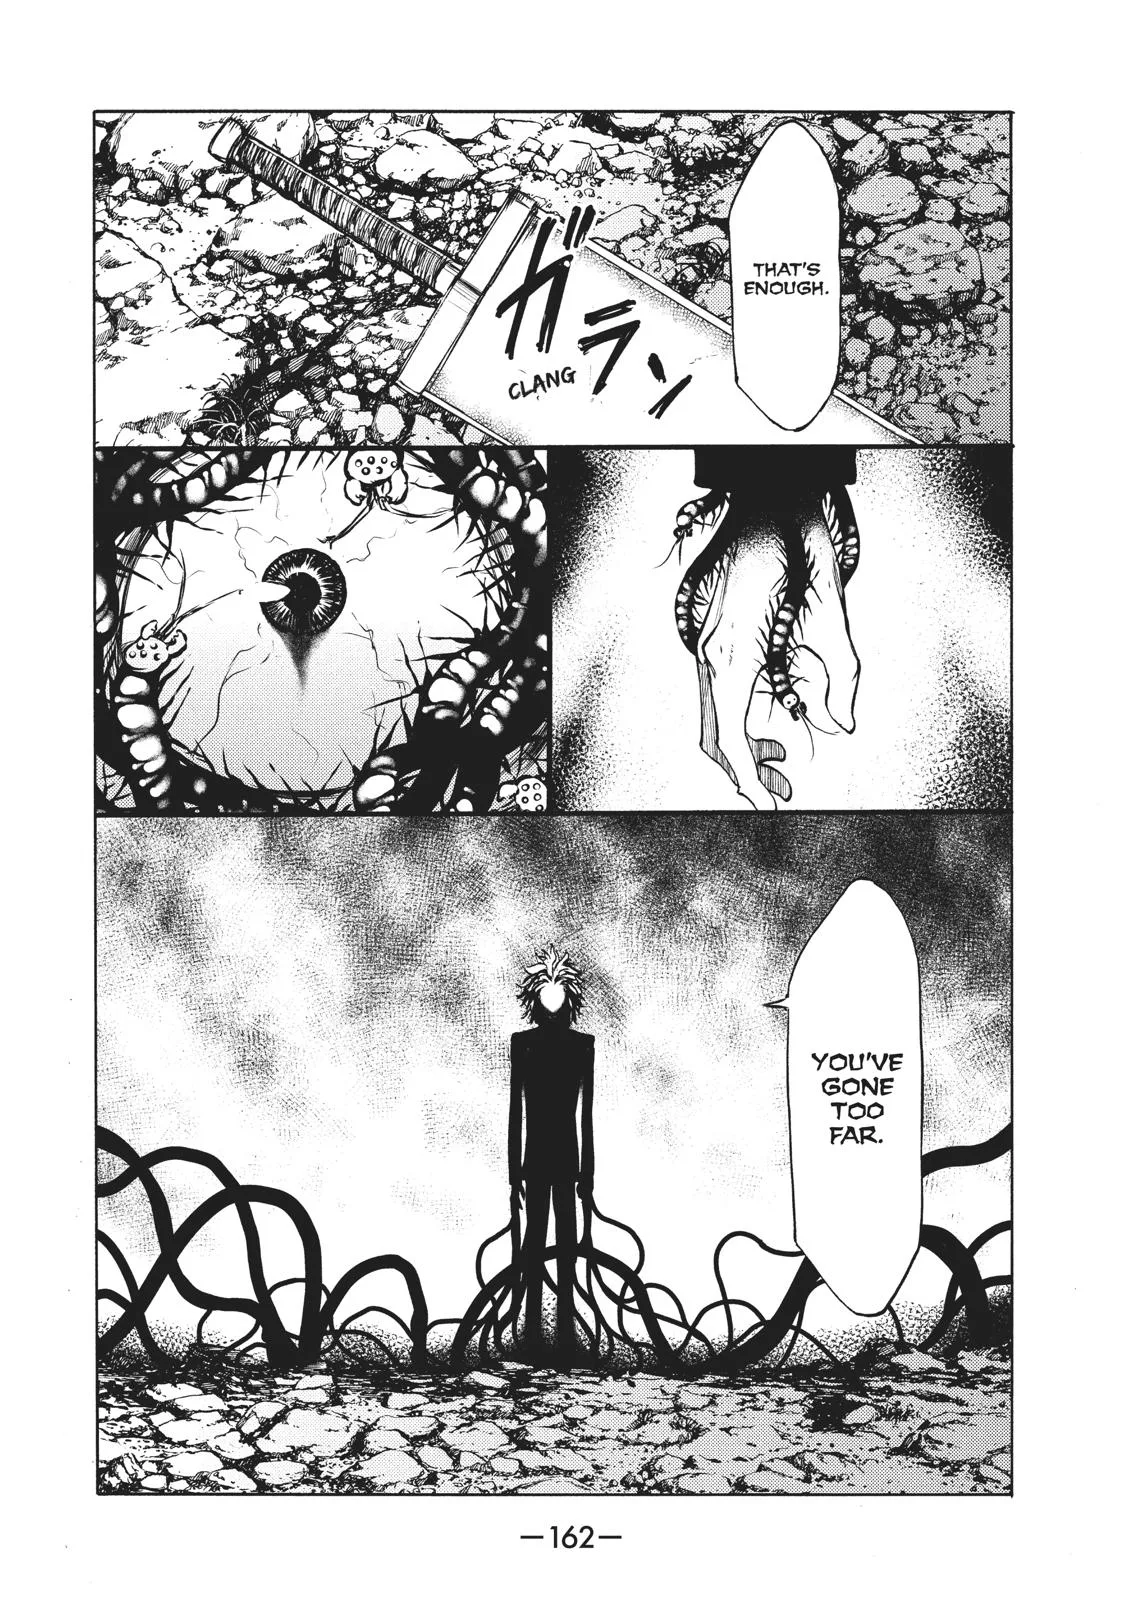 THAT'S
ENOUGH.
ガラン
CLANG
YOU'VE
GONE
TOO
FAR.
—162—